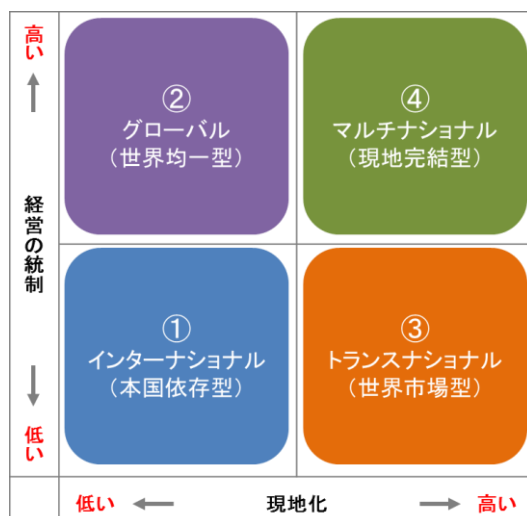 高い
経営の統制
低い
②
グローバル
（世界均一型）
④
マルチナショナル
（現地完結型）
①
インターナショナル
（本国依存型）
③
トランスナショナル
（世界市場型）
低い
現地化
高い